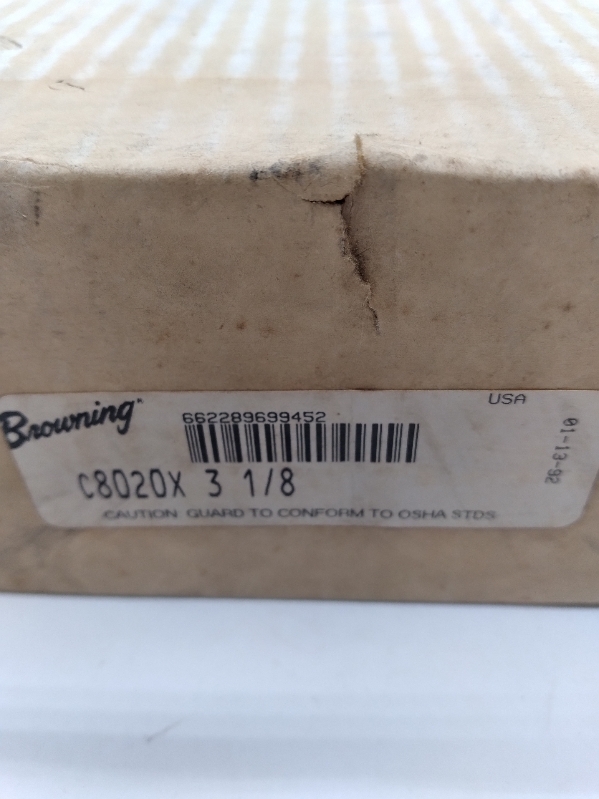 Browning
USA
662289699452
01-13-92
C8020X 3 1/8
CAUTION GUARD TO CONFORM TO OSHA STDS